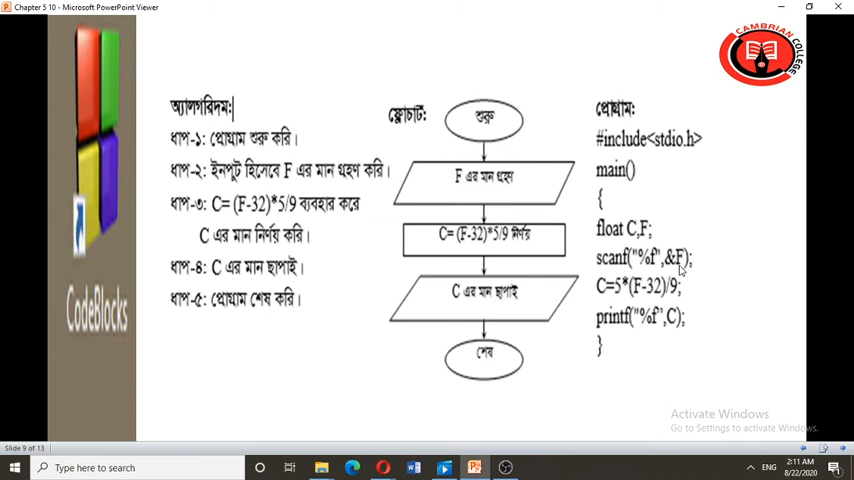 Chapter 5 10 - PowerPoint Viewer
CAMBRIAN
COLLEGE
অ্যালগরিদম:
ধাপ-১: প্রোগ্রাম শুরু করি।
ধাপ-২: ইনপুট হিসেবে F এর মান গ্রহণ করি।
ধাপ-৩: C= (F-32)*5/9 ব্যবহার করে
C এর মান নির্ণয় করি।
ধাপ-৪: C এর মান ছাপাই।
ধাপ-৫: প্রোগ্রাম শেষ করি।
ফ্লোচার্ট:
শুরু
F এর মান গ্রহণ
C= (F-32)*5/9 নির্ণয়
C এর মান ছাপাই
শেষ
প্রোগ্রাম:
#include<stdio.h>
main()
{
float C,F;
scanf("%f",&F);
C=5*(F-32)/9;
printf("%f",C);
}
CodeBlocks
Activate Windows
Go to Settings to activate Windows.
Slide 9 of 13
Type here to search
ENG
2:11 AM
8/22/2020